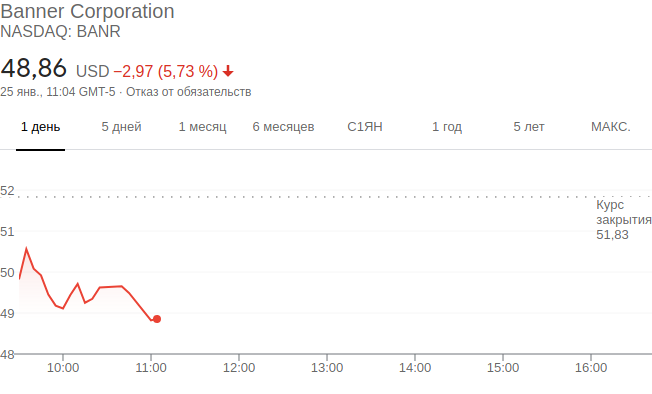 Banner Corporation
NASDAQ: BANR
48,86 USD −2,97 (5,73 %)
25 янв., 11:04 GMT-5 · Отказ от обязательств
1 день 5 дней 1 месяц 6 месяцев С1ЯН 1 год 5 лет МАКС.
52
Курс
закрытия
51,83
51
50
49
48
10:00 11:00 12:00 13:00 14:00 15:00 16:00